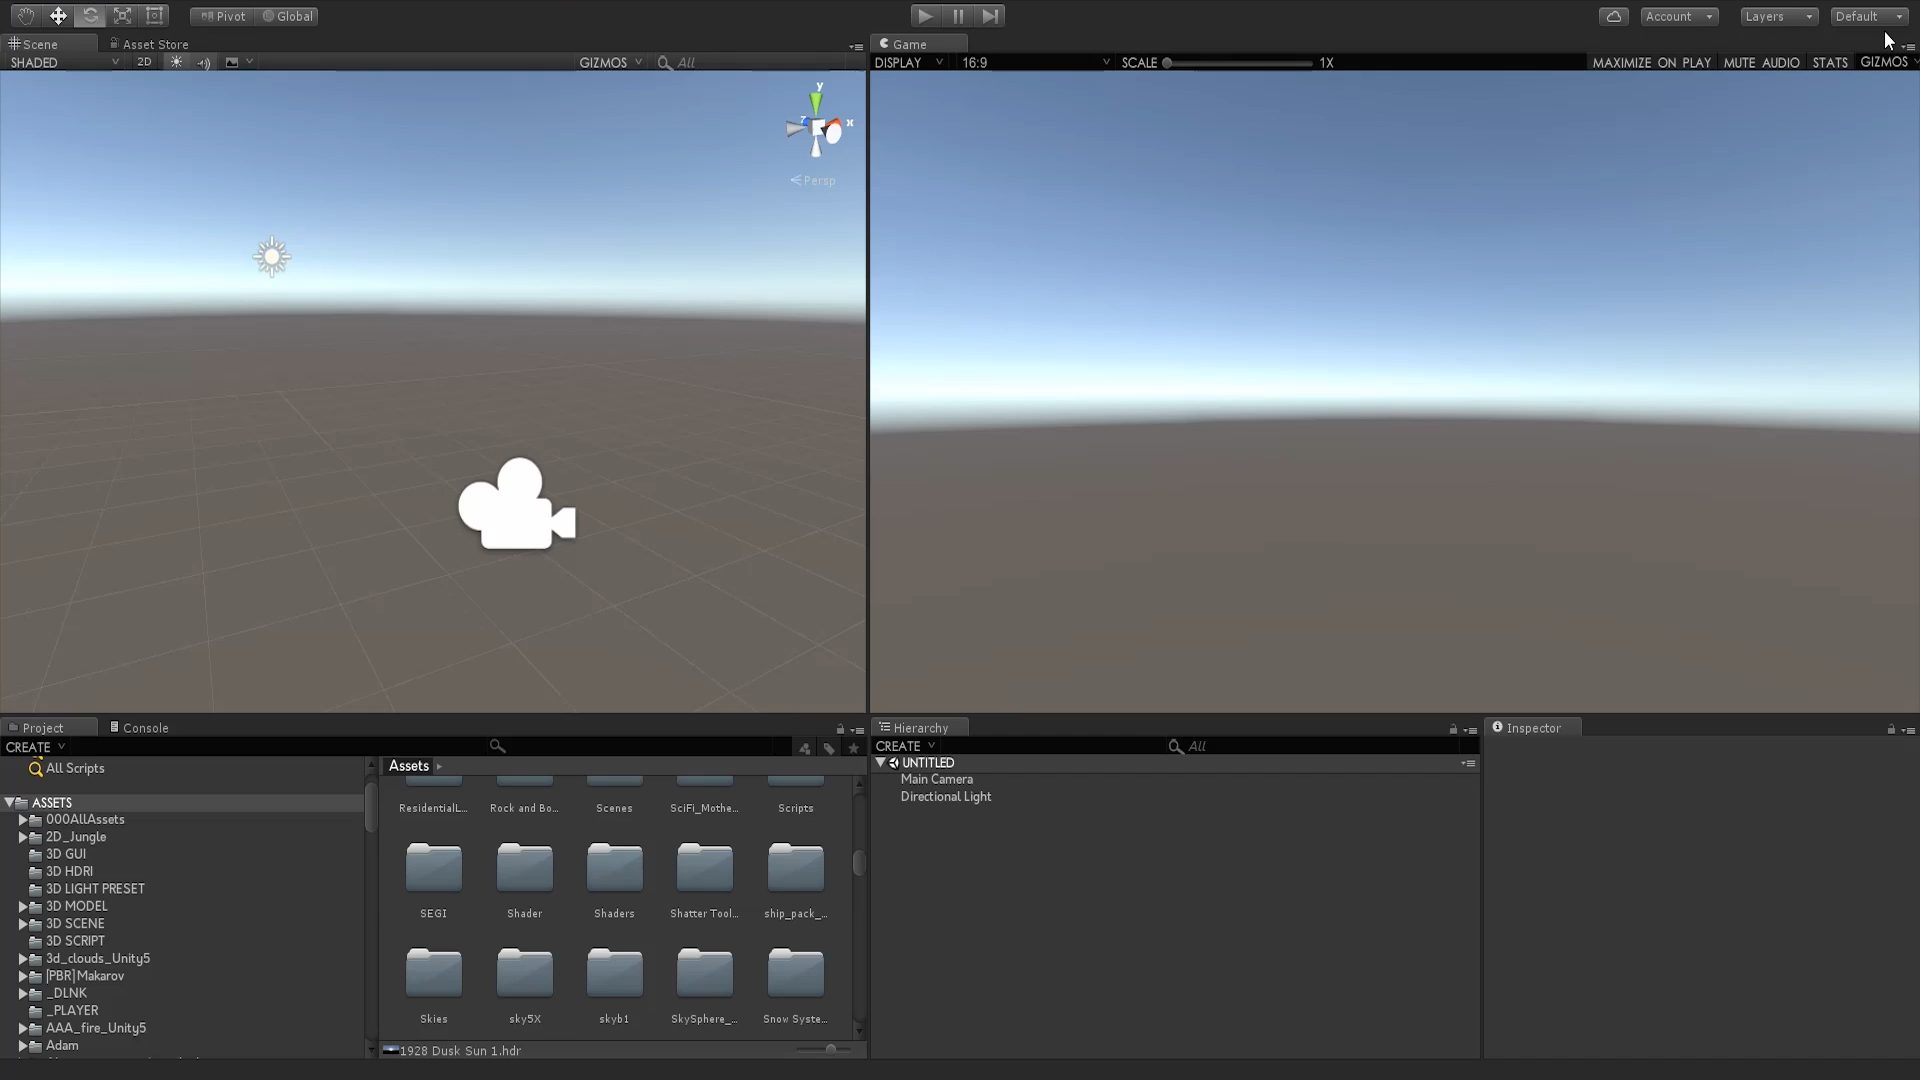 Pivot Global Account Layers Default
Scene Asset Store
SHADED 2D GIZMOS All
y
z x
Persp
Game
DISPLAY 16:9 SCALE 1X MAXIMIZE ON PLAY MUTE AUDIO STATS GIZMOS
Project Console
CREATE
All Scripts
ASSETS
000AllAssets
2D_Jungle
3D GUI
3D HDRI
3D LIGHT PRESET
3D MODEL
3D SCENE
3D SCRIPT
3d_clouds_Unity5
[PBR]Makarov
_DLNK
_PLAYER
AAA_fire_Unity5
Adam
Assets
ResidentialL... Rock and Bo... Scenes SciFi_Mothe... Scripts
SEGI Shader Shaders Shatter Tool... ship_pack_...
Skies sky5X skyb1 SkySphere_... Snow Syste...
1928 Dusk Sun 1.hdr
Hierarchy
CREATE All
UNTITLED
Main Camera
Directional Light
Inspector